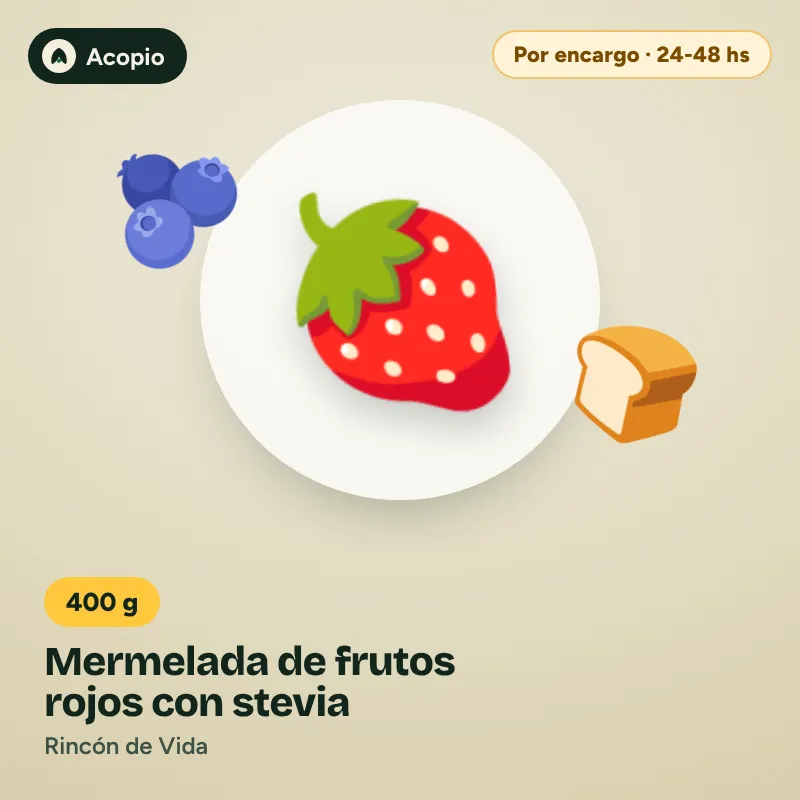 Acopio
Por encargo · 24-48 hs
400 g
Mermelada de frutos
rojos con stevia
Rincón de Vida